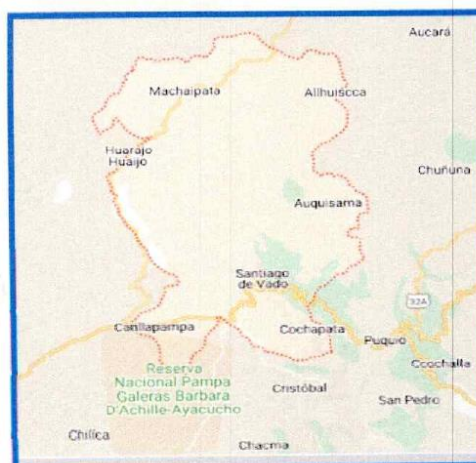 Aucará
Machaipata
Allhuiscca
Huarajo
Huaijo
Chuñuna
Auquisama
Santiago
de Vado
32A
Canllapampa
Cochapata
Puquio
Ccochalla
Reserva
Nacional Pampa
Galeras Barbara
D'Achille-Ayacucho
Cristóbal
San Pedro
Chilica
Chacma